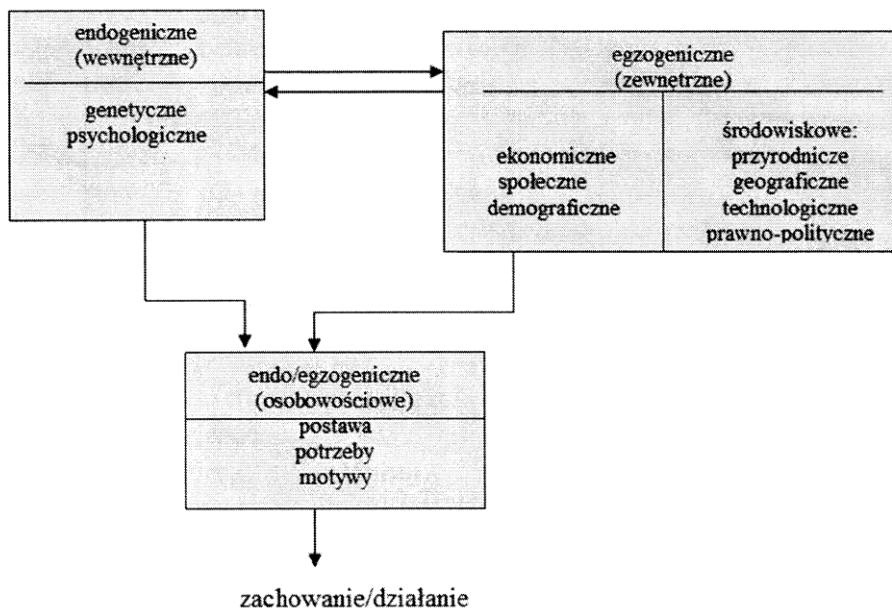 endogeniczne
(wewnętrzne)
genetyczne
psychologiczne
egzogeniczne
(zewnętrzne)
ekonomiczne
społeczne
demograficzne
środowiskowe:
przyrodnicze
geograficzne
technologiczne
prawno-polityczne
endo/egzogeniczne
(osobowościowe)
postawa
potrzeby
motywy
zachowanie/działanie